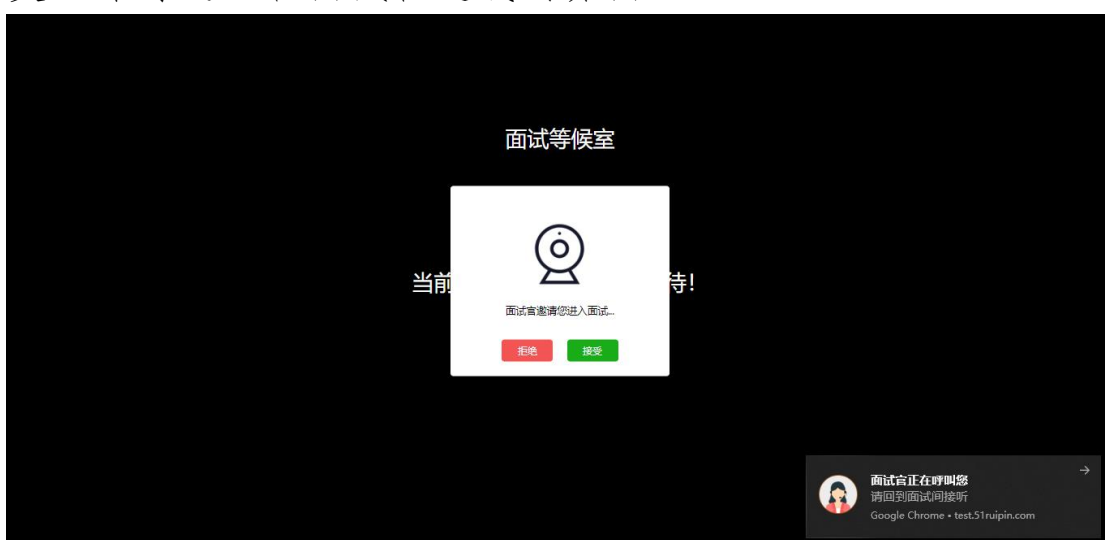 面试等候室
当前
待!
面试官邀请您进入面试...
拒绝 接受
面试官正在呼叫您
请回到面试间接听
Google Chrome • test.51ruipin.com